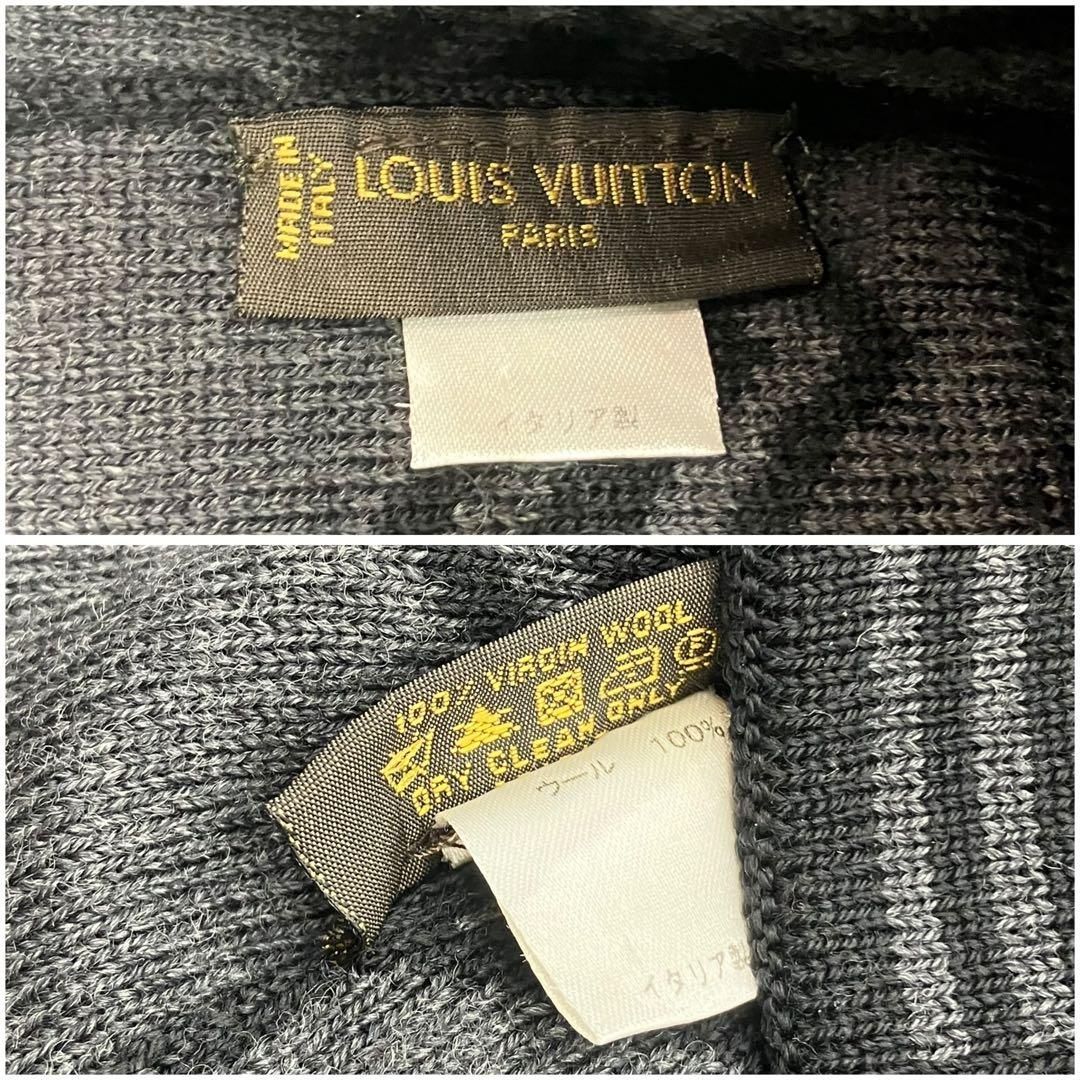 MADE IN
ITALY
LOUIS VUITTON
PARIS
イタリア製
100% VIRGIN WOOL
P
DRY CLEAN ONLY
ウール 100%
イタリア製